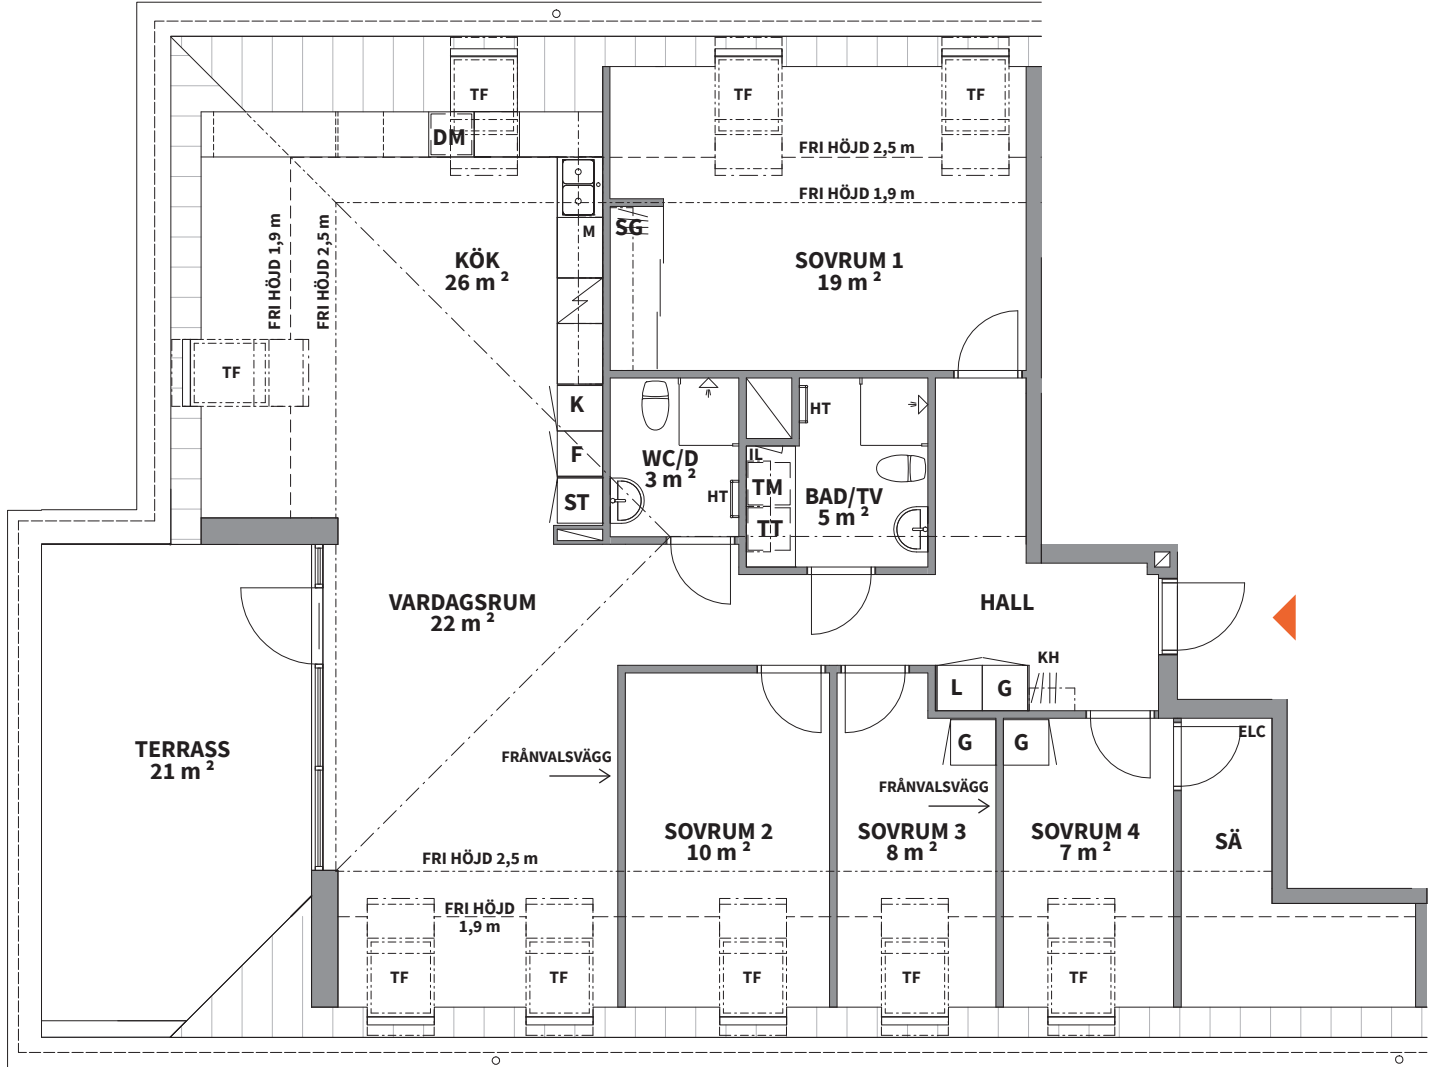 TF
TF
TF
DM
FRI HÖJD 2,5 m
FRI HÖJD 1,9 m
FRI HÖJD 1,9 m
FRI HÖJD 2,5 m
M
SG
KÖK
26 m ²
SOVRUM 1
19 m ²
TF
K
HT
F
WC/D
3 m ²
IL
TM
HT
ST
BAD/TV
5 m ²
TT
VARDAGSRUM
22 m ²
HALL
KH
L
G
TERRASS
21 m ²
FRÅNVALSVÄGG
G
G
ELC
FRÅNVALSVÄGG
SOVRUM 2
10 m ²
SOVRUM 3
8 m ²
SOVRUM 4
7 m ²
SÄ
FRI HÖJD 2,5 m
FRI HÖJD
1,9 m
TF
TF
TF
TF
TF